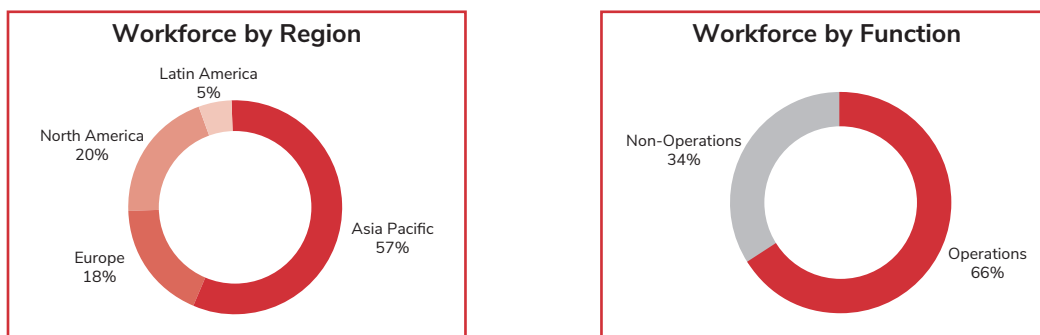 Workforce by Region
Latin America
5%
North America
20%
Asia Pacific
57%
Europe
18%
Workforce by Function
Non-Operations
34%
Operations
66%